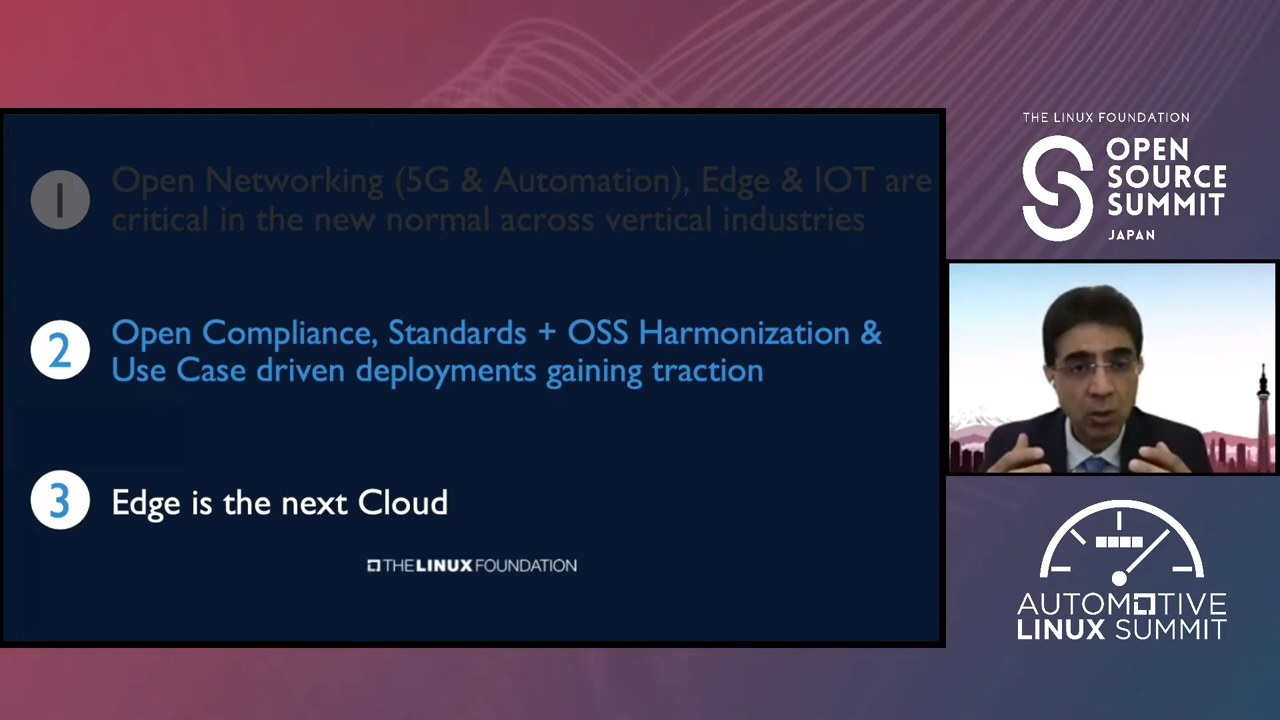 1
Open Networking (5G & Automation), Edge & IOT are
critical in the new normal across vertical industries
2
Open Compliance, Standards + OSS Harmonization &
Use Case driven deployments gaining traction
3
Edge is the next Cloud
THE LINUX FOUNDATION
THE LINUX FOUNDATION
OPEN
SOURCE
SUMMIT
JAPAN
AUTOMOTIVE
LINUX SUMMIT